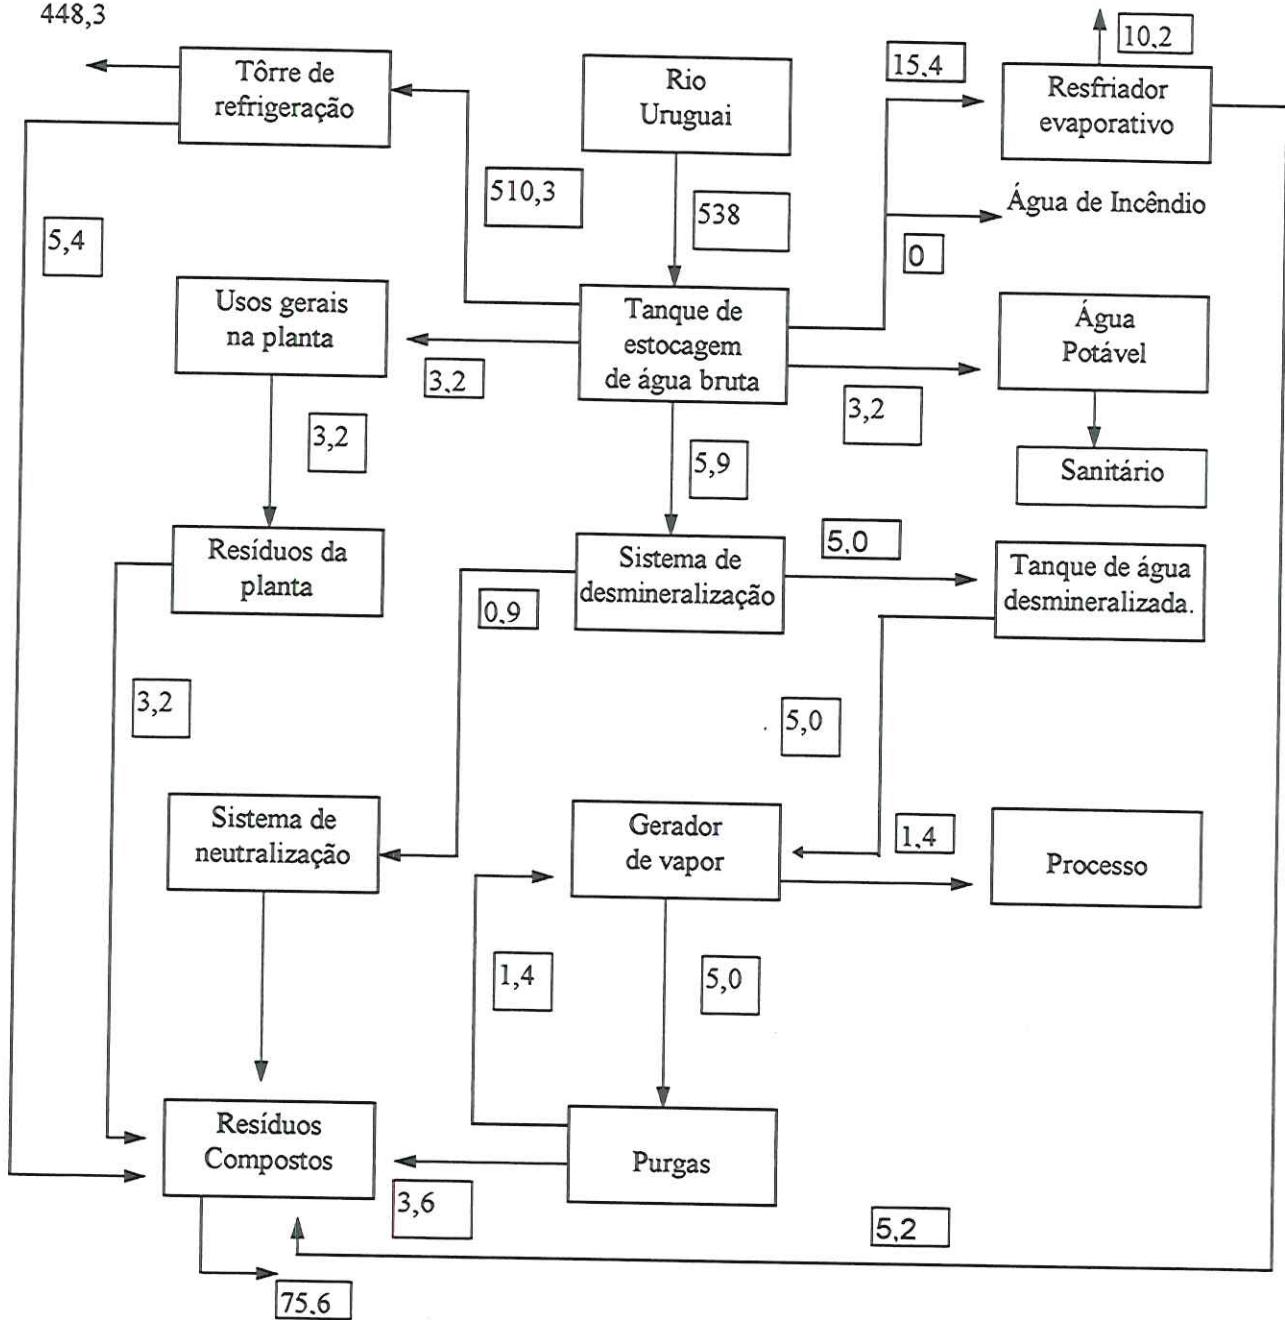 448,3
Tôrre de
refrigeração
Rio
Uruguai
15.4
10.2
Resfriador
evaporativo
510,3
538
Água de Incêndio
0
5,4
Usos gerais
na planta
3.2
Tanque de
estocagem
de água bruta
3,2
Água
Potável
3,2
5,9
Sanitário
Resíduos da
planta
0.9
Sistema de
desmineralização
5.0
Tanque de água
desmineralizada.
3,2
5,0
Sistema de
neutralização
Gerador
de vapor
1.4
Processo
1,4
5,0
Resíduos
Compostos
3,6
Purgas
5.2
75.6